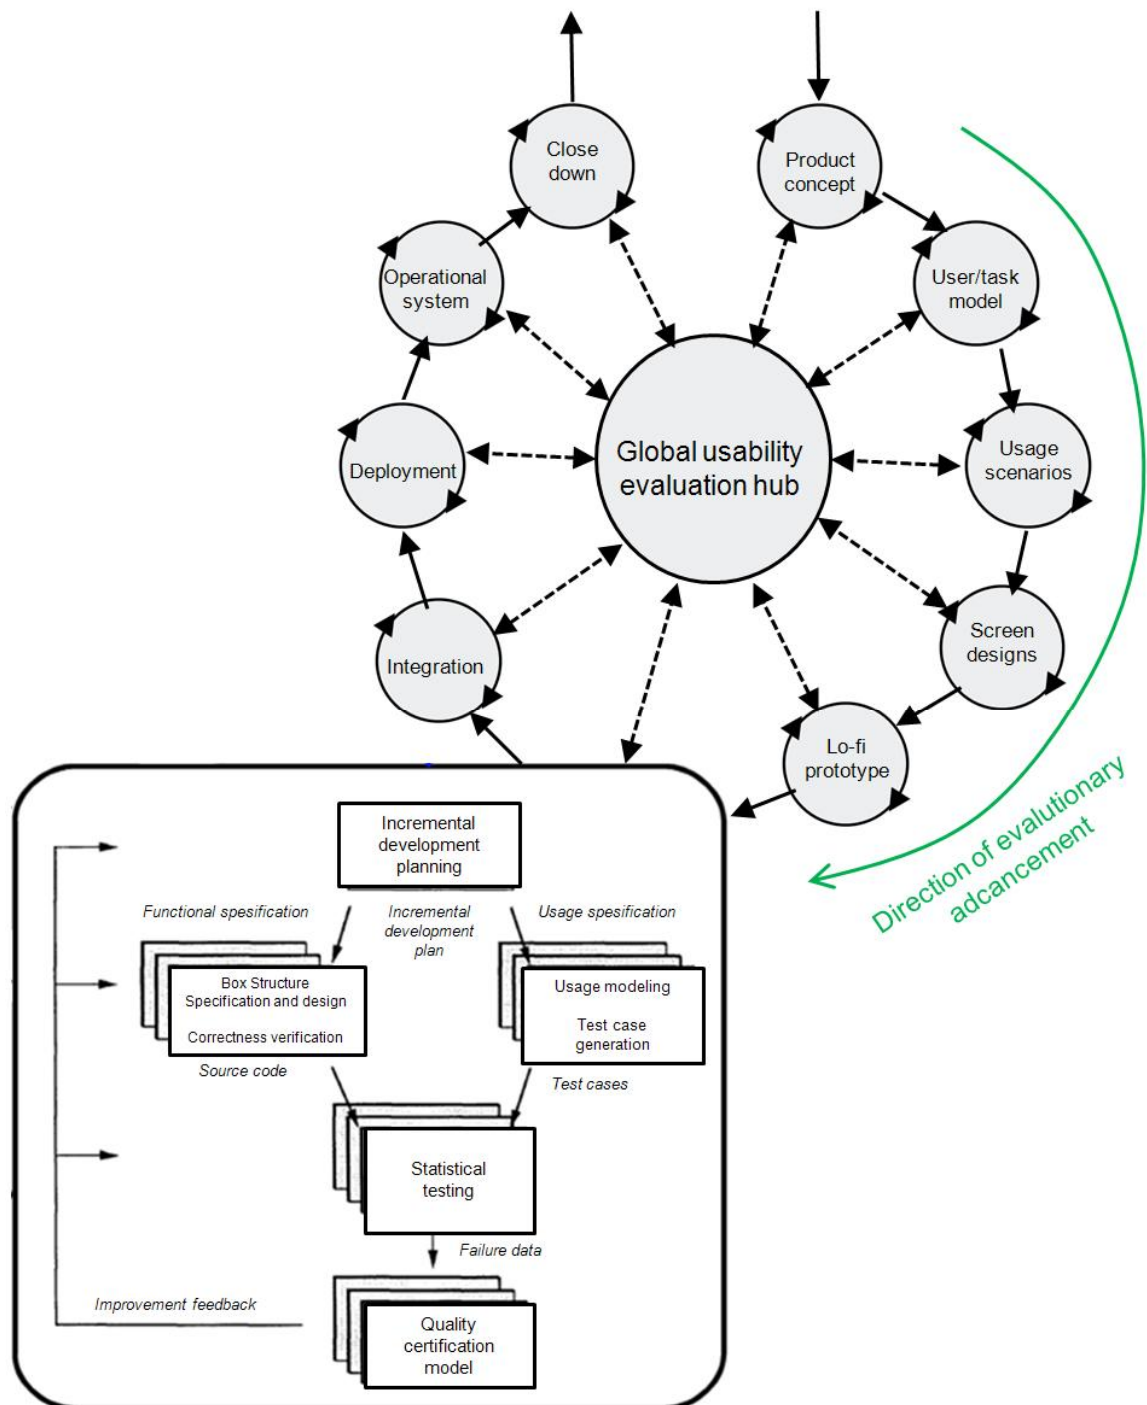 Close
down
Product
concept
Operational
system
User/task
model
Global usability
evaluation hub
Deployment
Usage
scenarios
Integration
Screen
designs
Lo-fi
prototype
Direction of evalutionary
adcancement
Incremental
development
planning
Functional spesification
Incremental
development
plan
Usage spesification
Box Structure
Specification and design
Correctness verification
Usage modeling
Test case
generation
Source code
Test cases
Statistical
testing
Failure data
Improvement feedback
Quality
certification
model